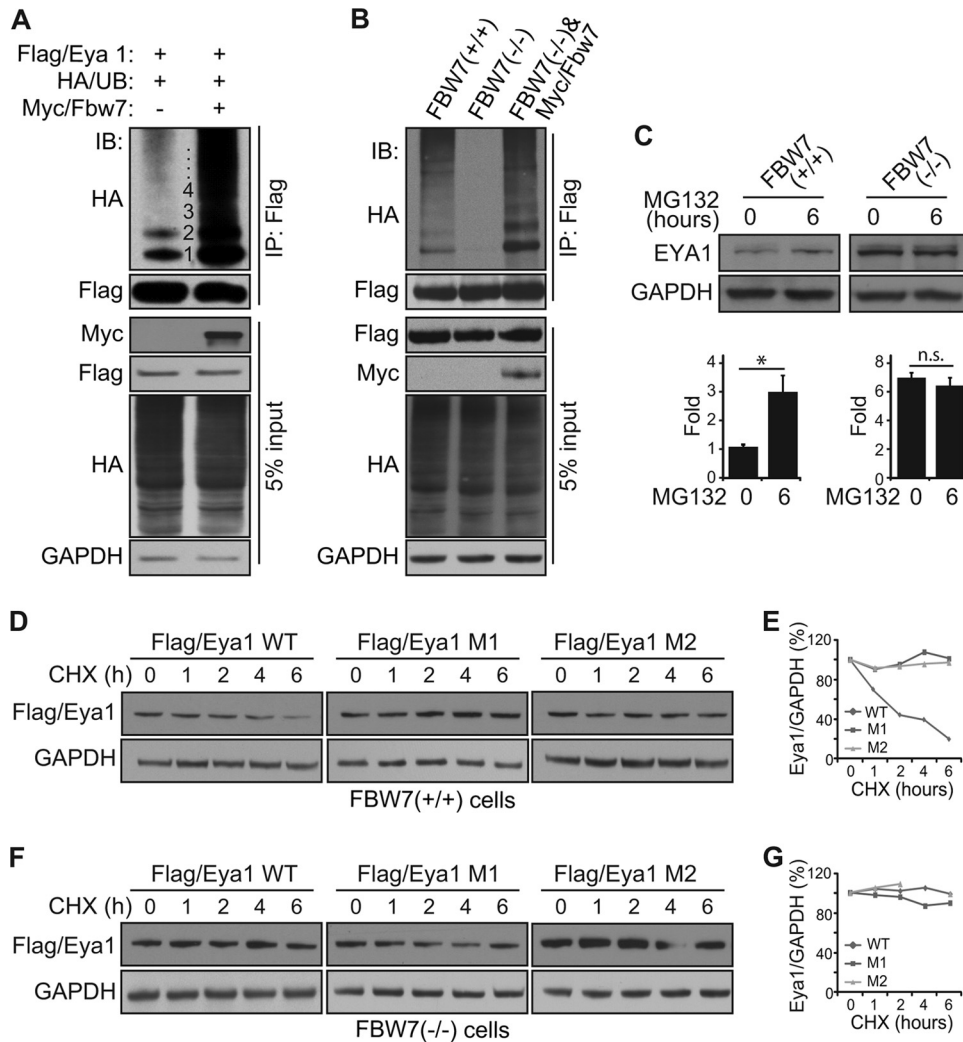 A
Flag/Eya 1: + +
HA/UB: + +
Myc/Fbw7: - +
IB:
HA
4
3
2
1
IP: Flag
Flag
Myc
Flag
HA
GAPDH
5% input
B
FBW7(+/+)
FBW7(-/-)
FBW7(-/-)&
Myc/Fbw7
IB:
HA
IP: Flag
Flag
Flag
Myc
HA
GAPDH
5% input
C
FBW7
(+/+)
FBW7
(-/-)
MG132
(hours)
0 6 0 6
EYA1
GAPDH
4
3
2
1
0
Fold
*
MG132 0 6
8
6
4
2
0
Fold
n.s.
MG132 0 6
D
Flag/Eya1 WT Flag/Eya1 M1 Flag/Eya1 M2
CHX (h) 0 1 2 4 6 0 1 2 4 6 0 1 2 4 6
Flag/Eya1
GAPDH
FBW7(+/+) cells
E
Eya1/GAPDH (%)
120
80
40
0
WT
M1
M2
0 1 2 4 6
CHX (hours)
F
Flag/Eya1 WT Flag/Eya1 M1 Flag/Eya1 M2
CHX (h) 0 1 2 4 6 0 1 2 4 6 0 1 2 4 6
Flag/Eya1
GAPDH
FBW7(-/-) cells
G
Eya1/GAPDH (%)
120
80
40
0
WT
M1
M2
0 1 2 4 6
CHX (hours)